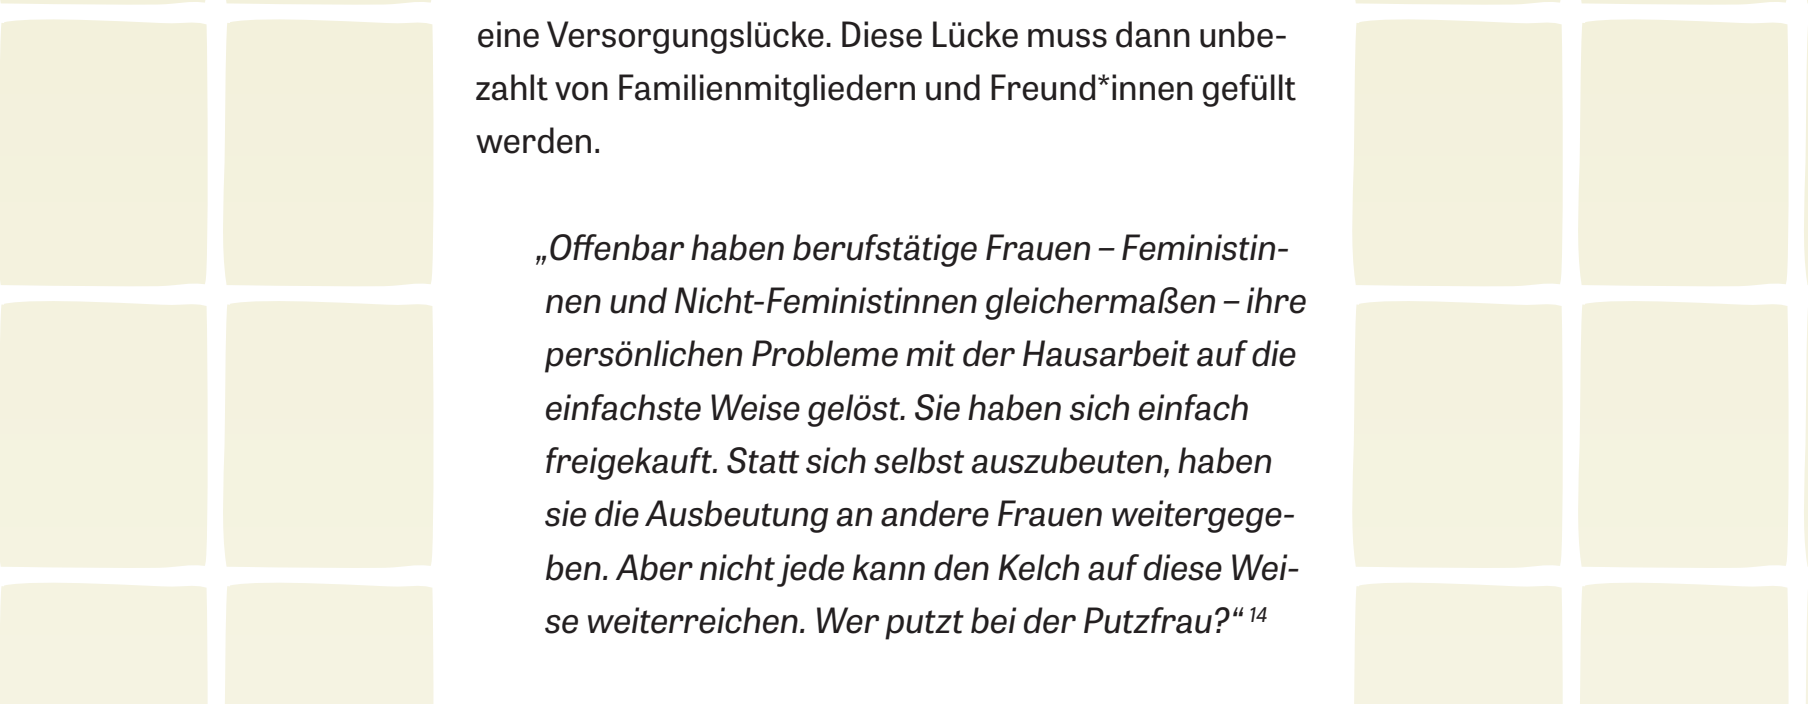 eine Versorgungslücke. Diese Lücke muss dann unbe-
zahlt von Familienmitgliedern und Freund*innen gefüllt
werden.
„Offenbar haben berufstätige Frauen – Feministin-
nen und Nicht-Feministinnen gleichermaßen – ihre
persönlichen Probleme mit der Hausarbeit auf die
einfachste Weise gelöst. Sie haben sich einfach
freigekauft. Statt sich selbst auszubeuten, haben
sie die Ausbeutung an andere Frauen weitergege-
ben. Aber nicht jede kann den Kelch auf diese Wei-
se weiterreichen. Wer putzt bei der Putzfrau?“ 14